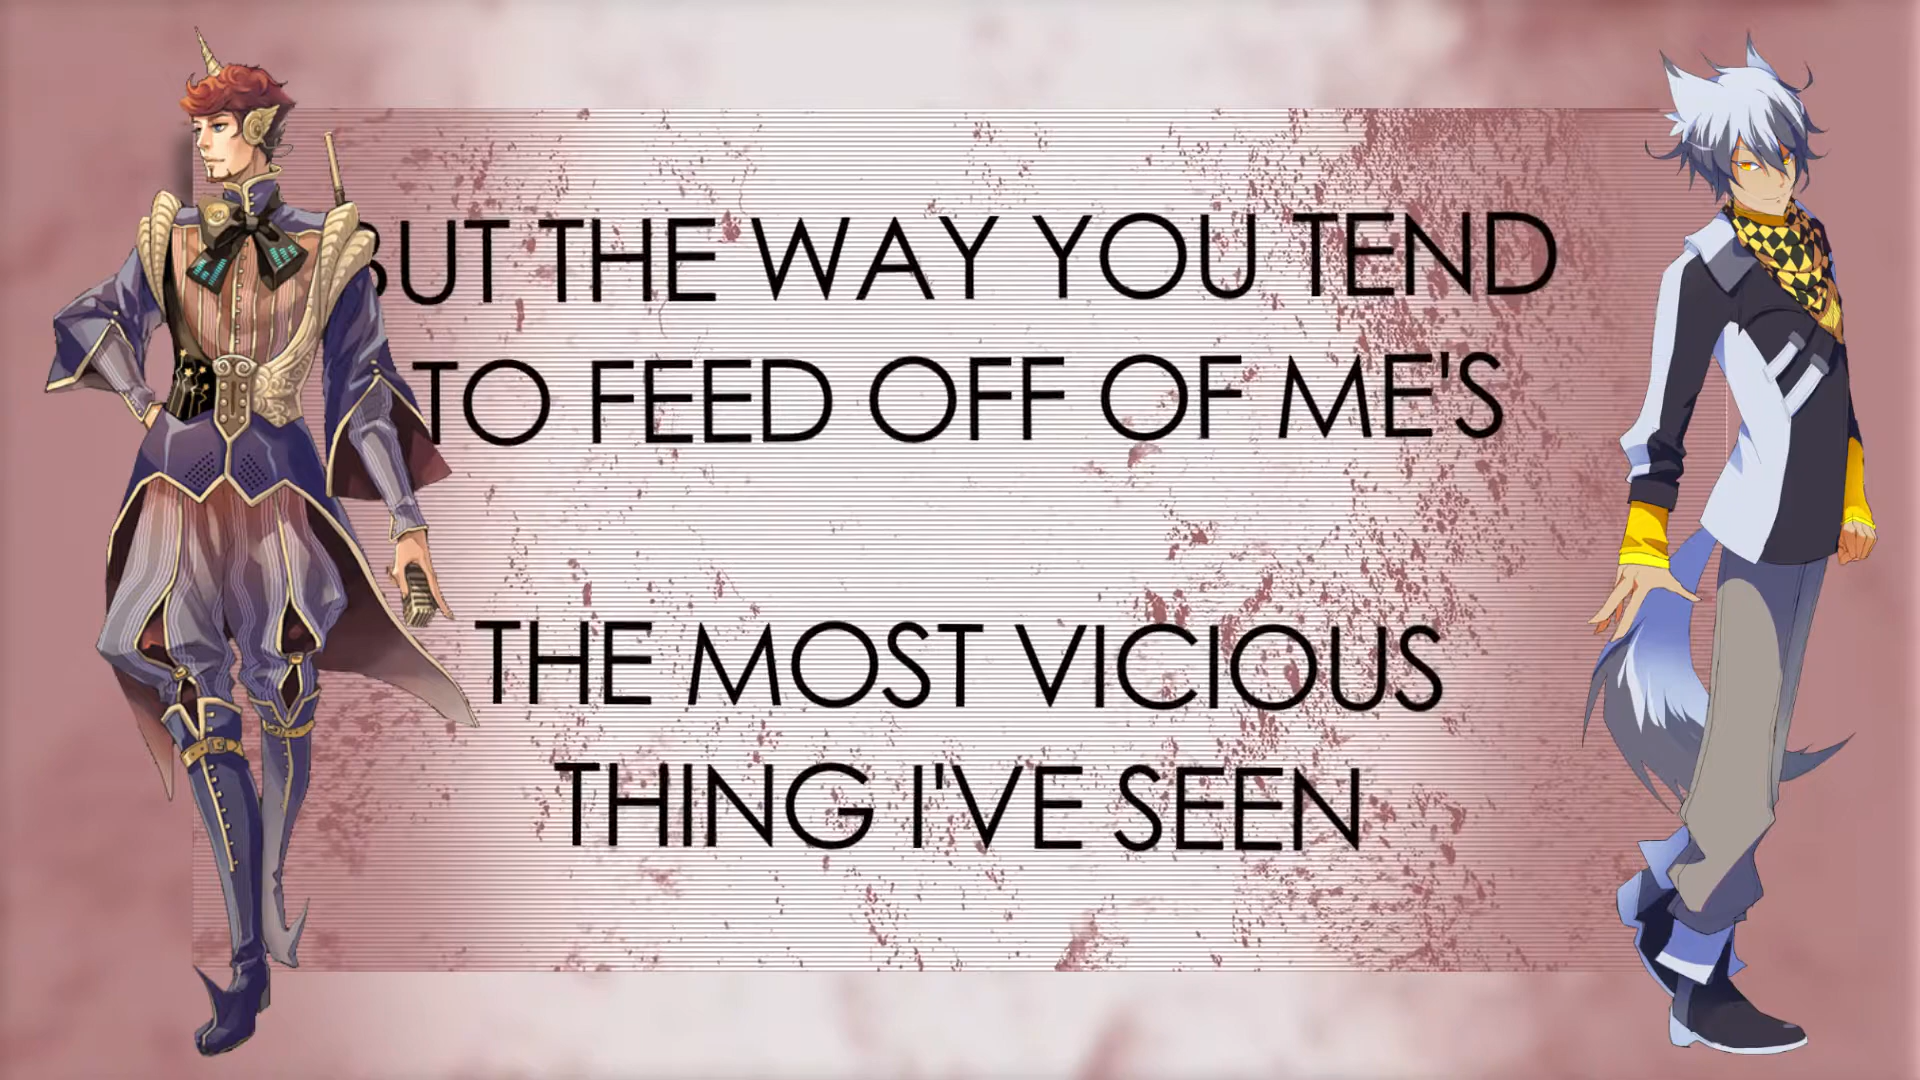 BUT THE WAY YOU TEND
TO FEED OFF OF ME'S
THE MOST VICIOUS
THING I'VE SEEN